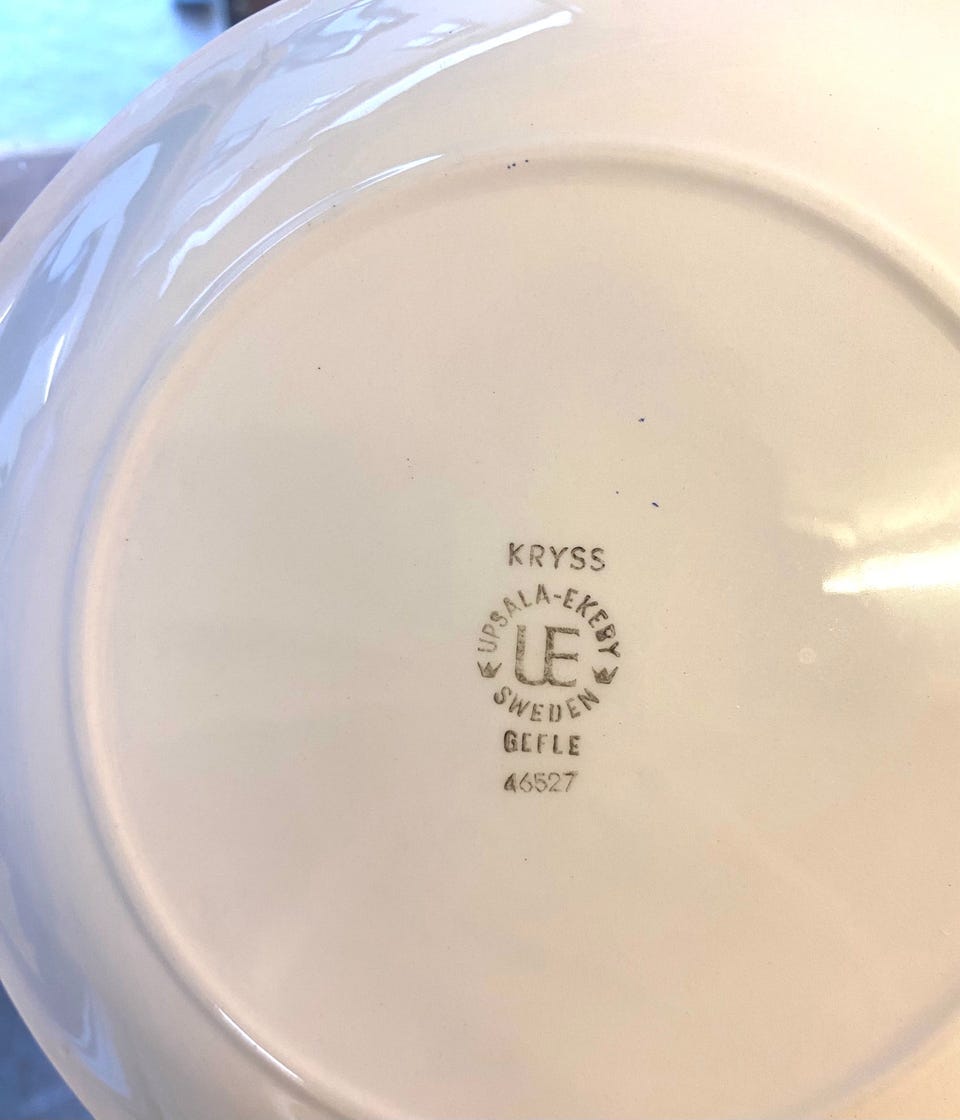 KRYSS
UPSALA-EKEBY
UE
SWEDEN
GEFLE
46527